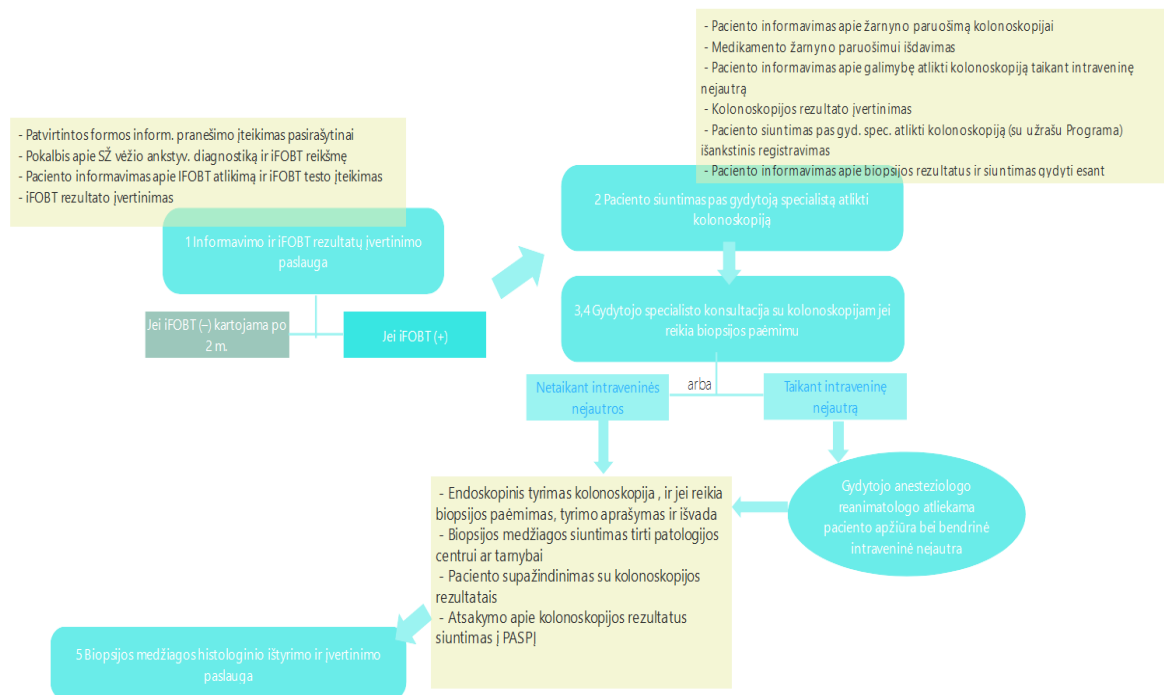 - Patvirtintos formos inform. pranešimo įteikimas pasirašytinai
- Pokalbis apie SŽ vėžio ankstyv. diagnostiką ir iFOBT reikšmę
- Paciento informavimas apie IFOBT atlikimą ir iFOBT testo įteikimas
- iFOBT rezultato įvertinimas
1 Informavimo ir iFOBT rezultatų įvertinimo
paslauga
Jei iFOBT (–) kartojama po
2 m.
Jei iFOBT (+)
- Paciento informavimas apie žarnyno paruošimą kolonoskopijai
- Medikamento žarnyno paruošimui išdavimas
- Paciento informavimas apie galimybę atlikti kolonoskopiją taikant intraveninę
nejautrą
- Kolonoskopijos rezultato įvertinimas
- Paciento siuntimas pas gyd. spec. atlikti kolonoskopiją (su užrašu Programa)
išankstinis registravimas
- Paciento informavimas apie biopsijos rezultatus ir siuntimas gydyti esant
2 Paciento siuntimas pas gydytoją specialistą atlikti
kolonoskopiją
3,4 Gydytojo specialisto konsultacija su kolonoskopijam jei
reikia biopsijos paėmimu
Netaikant intraveninės
nejautros
arba
Taikant intraveninę
nejautrą
Gydytojo anesteziologo
reanimatologo atliekama
paciento apžiūra bei bendrinė
intraveninė nejautra
- Endoskopinis tyrimas kolonoskopija , ir jei reikia
biopsijos paėmimas, tyrimo aprašymas ir išvada
- Biopsijos medžiagos siuntimas tirti patologijos
centrui ar tamybai
- Paciento supažindinimas su kolonoskopijos
rezultatais
- Atsakymo apie kolonoskopijos rezultatus
siuntimas į PASPĮ
5 Biopsijos medžiagos histologinio ištyrimo ir įvertinimo
paslauga